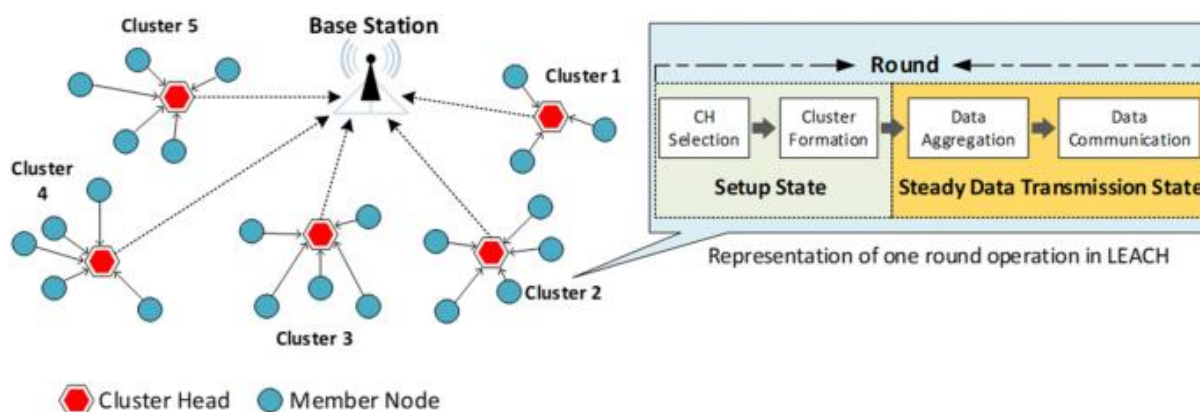 Cluster 5
Base Station
Cluster 1
Cluster
4
Cluster 3
Cluster 2
Cluster Head
Member Node
Round
CH
Selection
Cluster
Formation
Data
Aggregation
Data
Communication
Setup State
Steady Data Transmission State
Representation of one round operation in LEACH